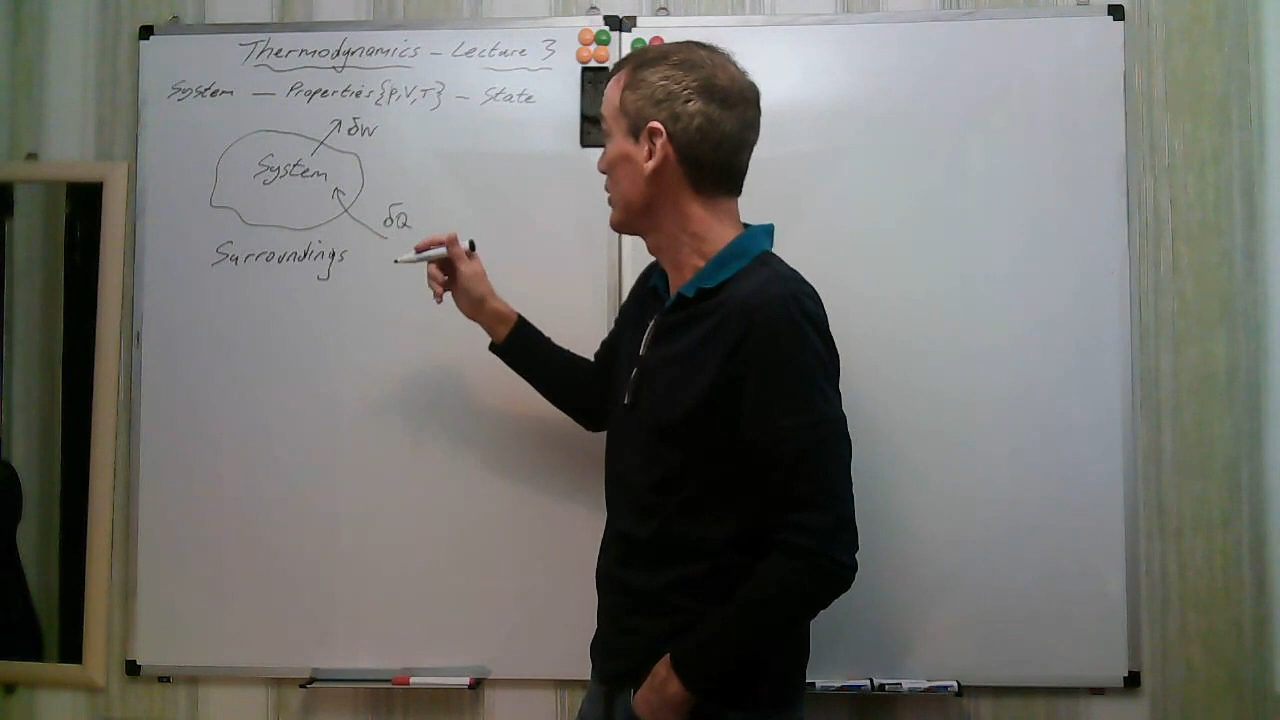 Thermodynamics - Lecture 3
System — Properties {P,V,T} - State
δW
System
δQ
Surroundings